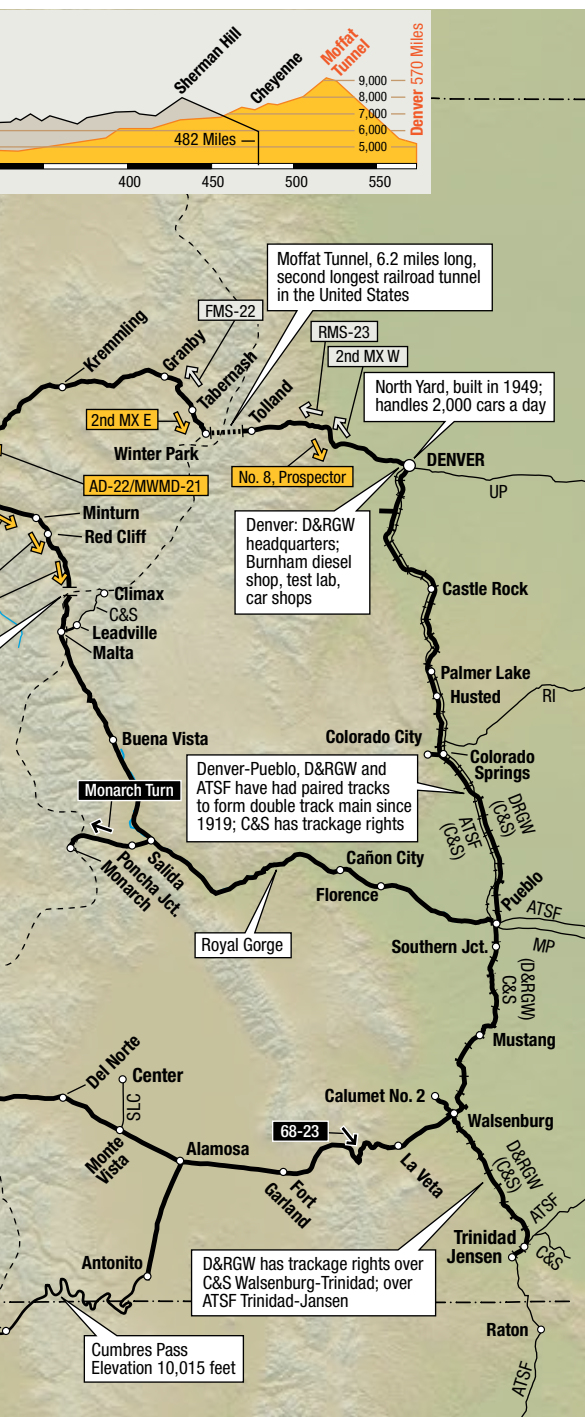 Sherman Hill
Cheyenne
Moffat
Tunnel
Denver 570 Miles
9,000
8,000
7,000
6,000
5,000
482 Miles
400
450
500
550
Moffat Tunnel, 6.2 miles long,
second longest railroad tunnel
in the United States
FMS-22
Kremmling
Granby
Tabernash
RMS-23
2nd MX W
Tolland
North Yard, built in 1949;
handles 2,000 cars a day
2nd MX E
Winter Park
No. 8, Prospector
DENVER
UP
AD-22/MWMD-21
Minturn
Red Cliff
Denver: D&RGW
headquarters;
Burnham diesel
shop, test lab,
car shops
Castle Rock
Climax
C&S
Leadville
Malta
Palmer Lake
Husted
RI
Buena Vista
Colorado City
Colorado
Springs
Denver-Pueblo, D&RGW and
ATSF have had paired tracks
to form double track main since
1919; C&S has trackage rights
DRGW
(C&S)
ATSF
(C&S)
Monarch Turn
Salida
Poncha Jct.
Monarch
Cañon City
Florence
Pueblo
ATSF
Royal Gorge
Southern Jct.
MP
(D&RGW)
C&S
Mustang
Del Norte
Center
SLC
Calumet No. 2
Monte
Vista
68-23
Walsenburg
Alamosa
La Veta
Fort
Garland
D&RGW
(C&S)
ATSF
Trinidad
Jensen
C&S
Antonito
D&RGW has trackage rights over
C&S Walsenburg-Trinidad; over
ATSF Trinidad-Jansen
Raton
Cumbres Pass
Elevation 10,015 feet
ATSF